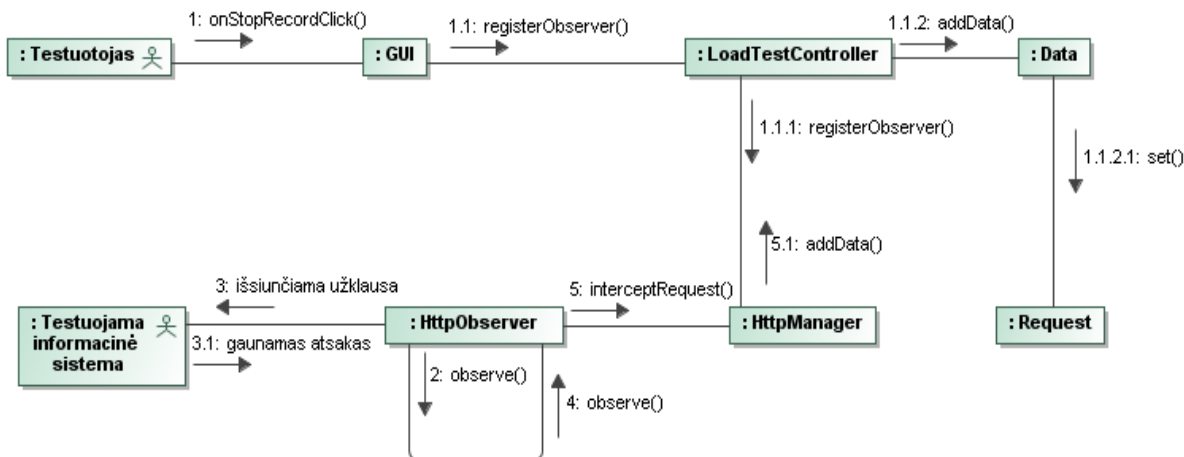 1: onStopRecordClick()
1.1: registerObserver()
1.1.2: addData()
: Testuotojas
: GUI
: LoadTestController
: Data
1.1.1: registerObserver()
1.1.2.1: set()
5.1: addData()
3: išsiunčiama užklausa
5: interceptRequest()
: Testuojama
informacinė
sistema
: HttpObserver
: HttpManager
: Request
3.1: gaunamas atsakas
2: observe()
4: observe()